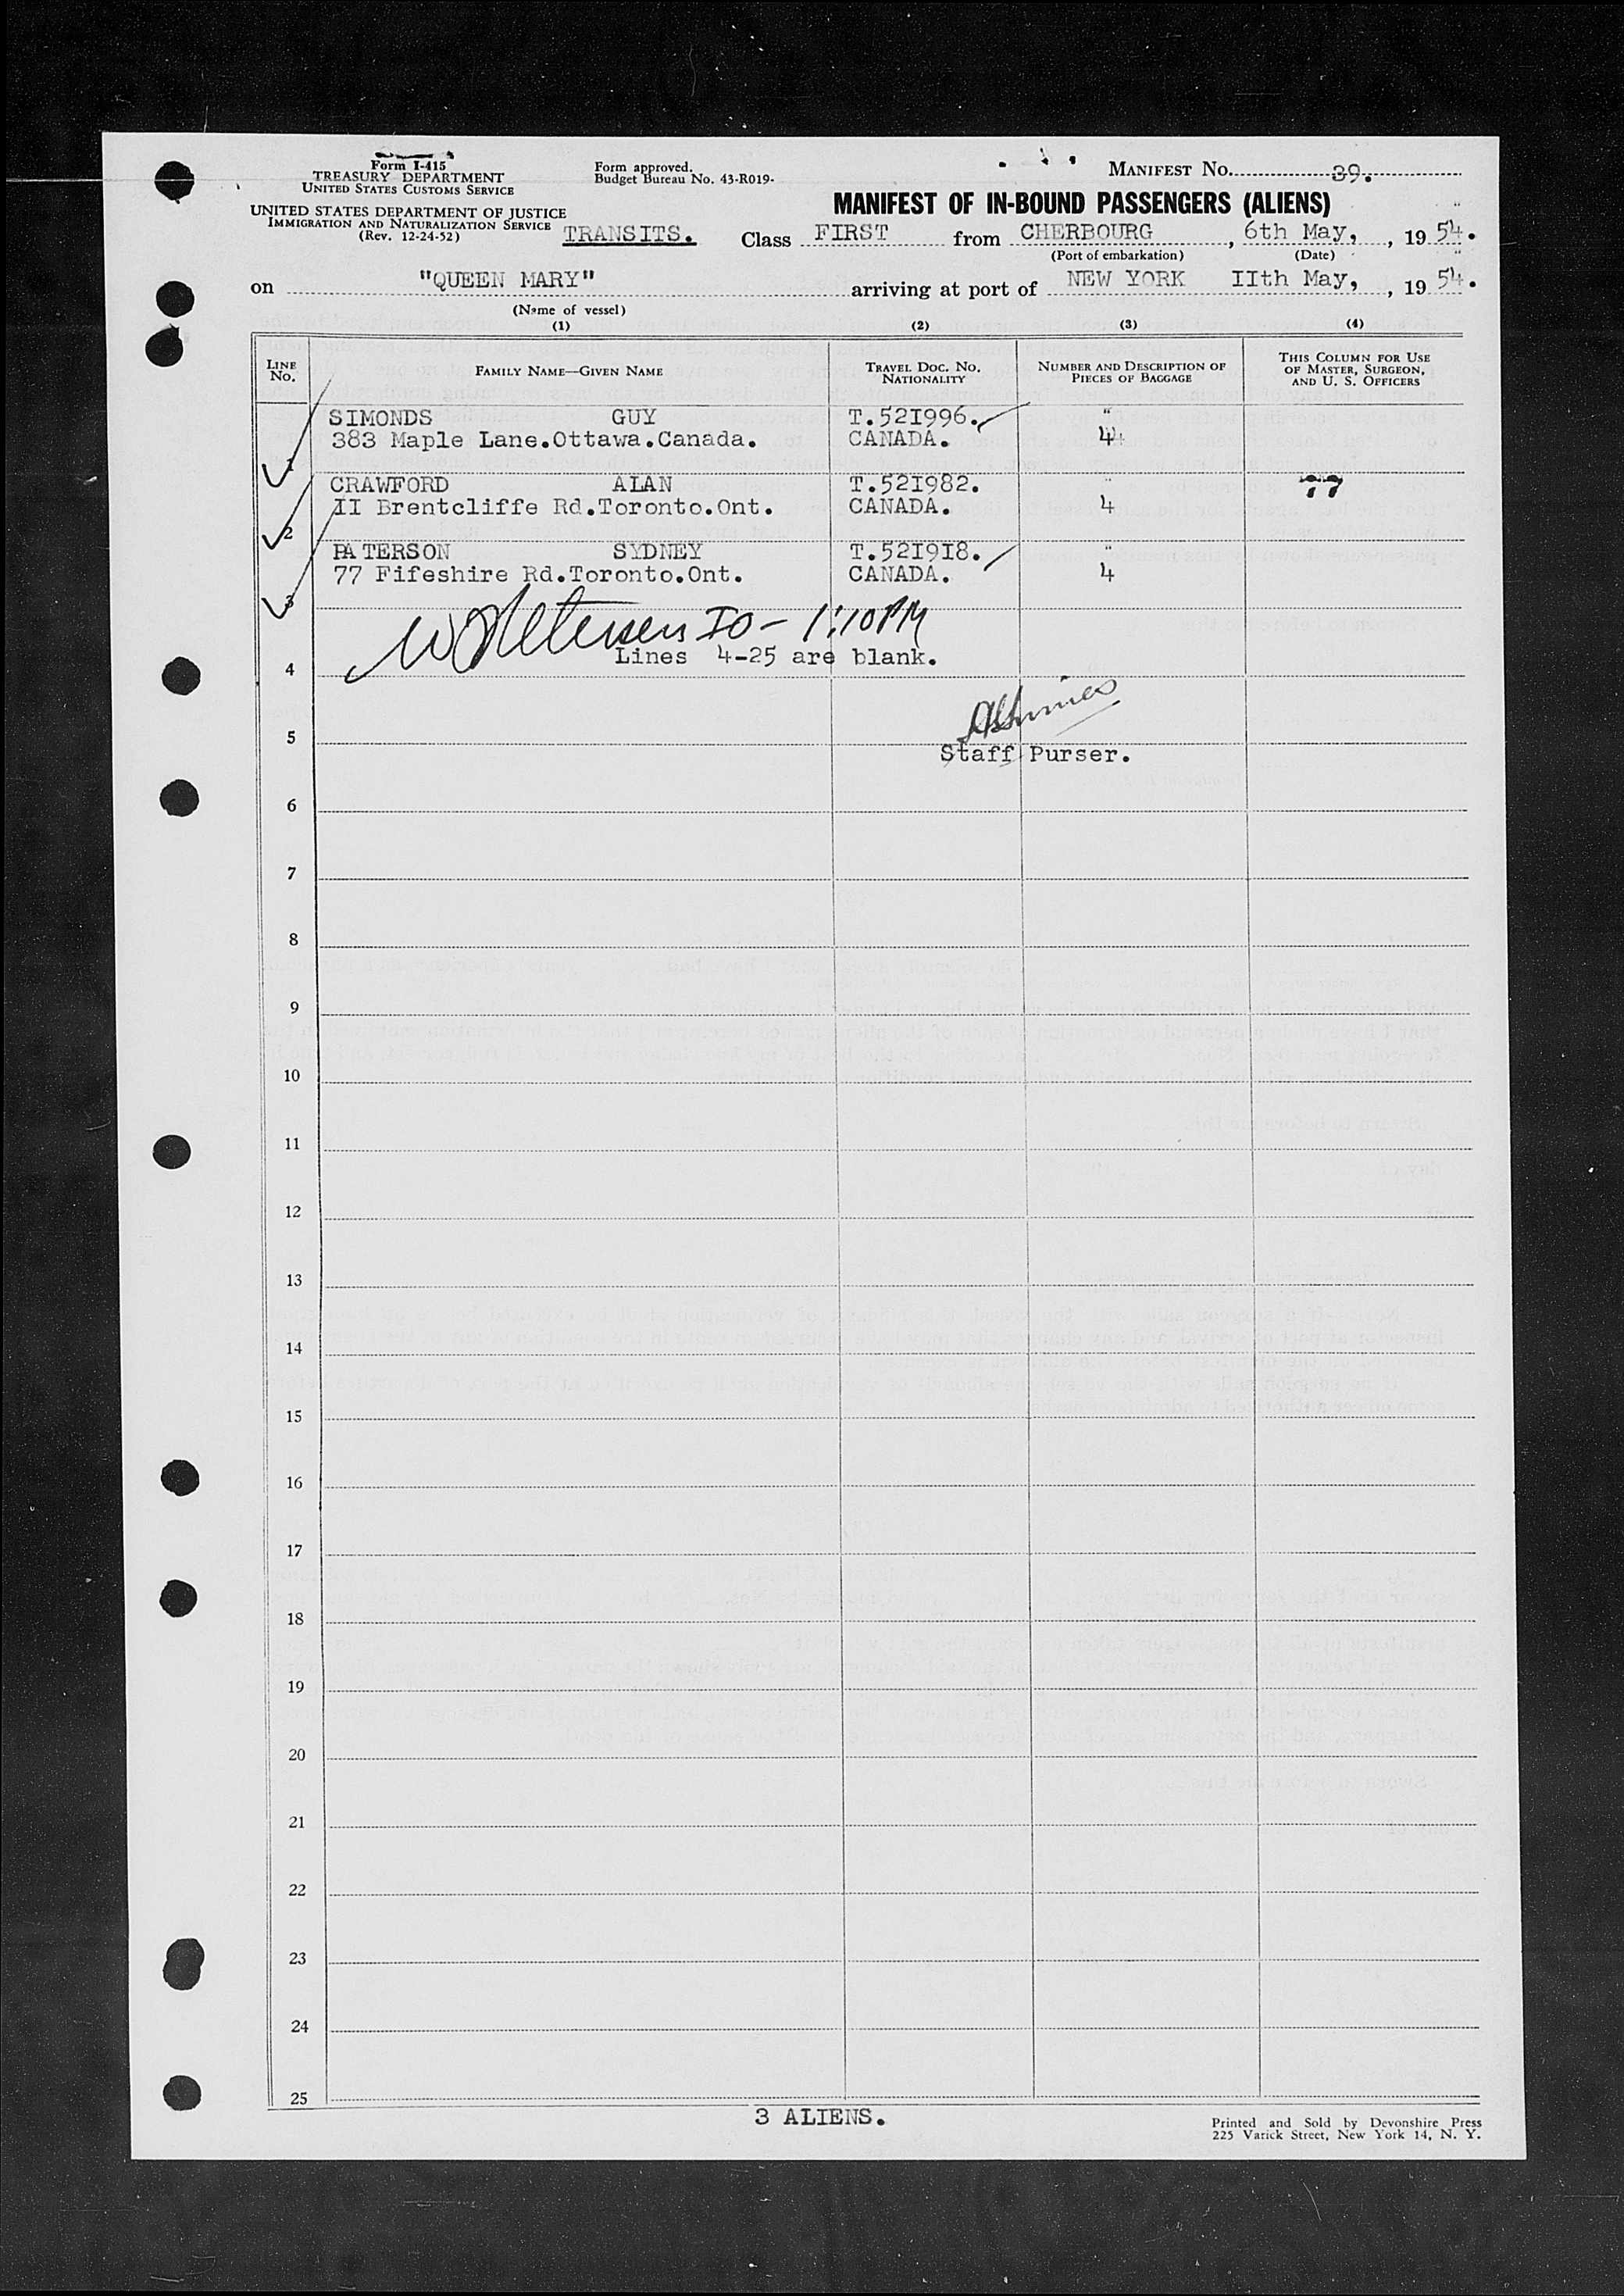 Form I-415
TREASURY DEPARTMENT
UNITED STATES CUSTOMS SERVICE
Form approved.
Budget Bureau No. 43-R019-
MANIFEST No. 39.
UNITED STATES DEPARTMENT OF JUSTICE
IMMIGRATION AND NATURALIZATION SERVICE
(Rev. 12-24-52)
MANIFEST OF IN-BOUND PASSENGERS (ALIENS)
TRANSITS. Class FIRST from CHERBOURG, 6th May, , 19 54.
(Port of embarkation) (Date)
on "QUEEN MARY" arriving at port of NEW YORK IIth May, , 19 54.
(Name of vessel)
(1) (2) (3) (4)
LINE No. FAMILY NAME—GIVEN NAME TRAVEL DOC. No. NATIONALITY NUMBER AND DESCRIPTION OF PIECES OF BAGGAGE THIS COLUMN FOR USE OF MASTER, SURGEON, AND U. S. OFFICERS
SIMONDS GUY T.52I996. "
383 Maple Lane.Ottawa.Canada. CANADA. 4
1
CRAWFORD ALAN T.52I982. " 77
II Brentcliffe Rd.Toronto.Ont. CANADA. 4
2
PATERSON SYDNEY T.52I9I8. "
77 Fifeshire Rd.Toronto.Ont. CANADA. 4
3
IO - 1:10PM
Lines 4-25 are blank.
4
5
Staff Purser.
6
7
8
9
10
11
12
13
14
15
16
17
18
19
20
21
22
23
24
25
3 ALIENS.
Printed and Sold by Devonshire Press
225 Varick Street, New York 14, N. Y.